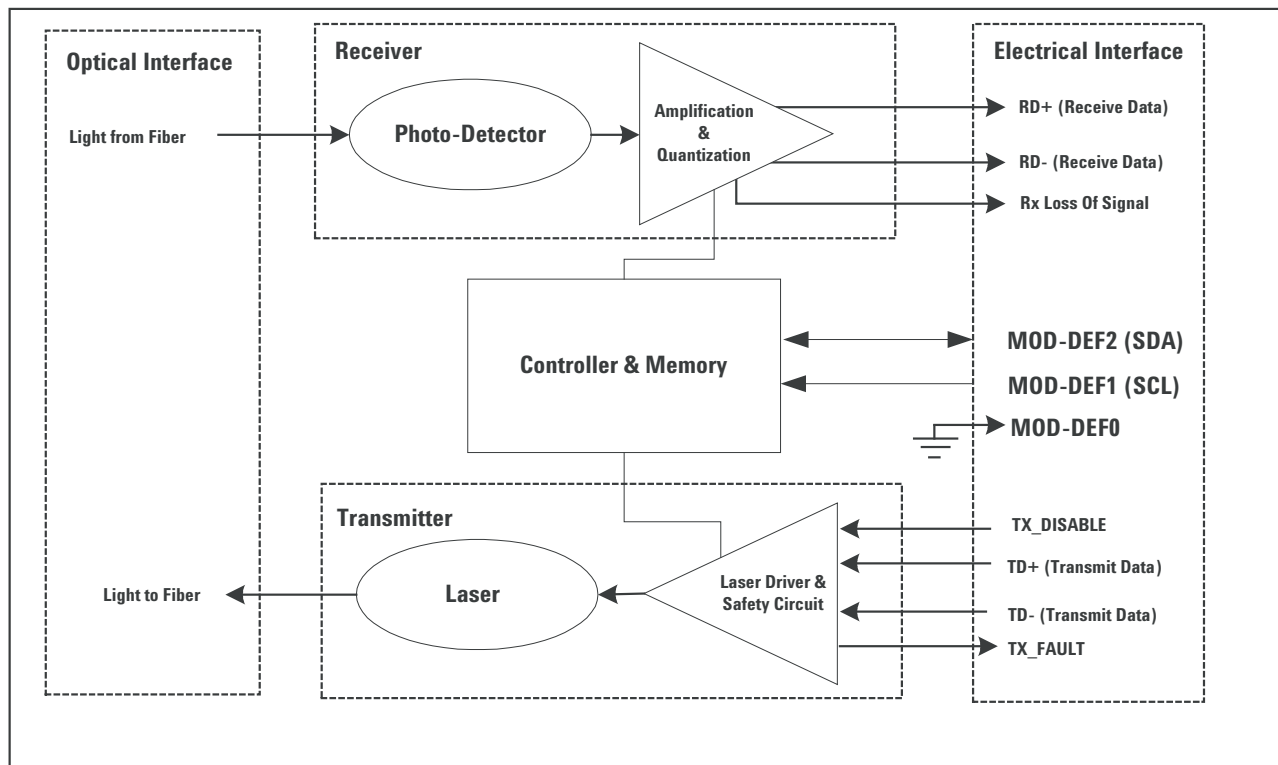 Optical Interface
Receiver
Electrical Interface
Light from Fiber
Photo-Detector
Amplification
&
Quantization
RD+ (Receive Data)
RD- (Receive Data)
Rx Loss Of Signal
Controller & Memory
MOD-DEF2 (SDA)
MOD-DEF1 (SCL)
MOD-DEF0
Transmitter
Light to Fiber
Laser
Laser Driver &
Safety Circuit
TX_DISABLE
TD+ (Transmit Data)
TD- (Transmit Data)
TX_FAULT